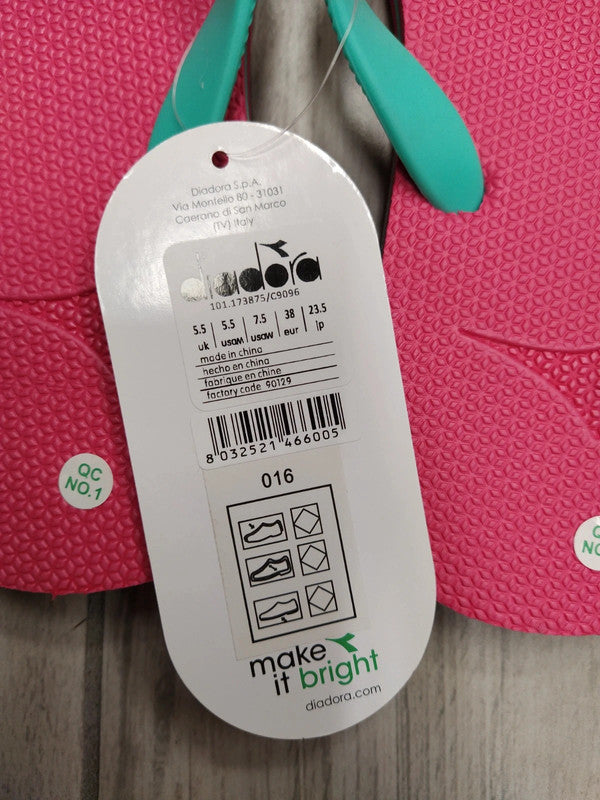 Diadora S.p.A.
Via Montello 80 - 31031
Caerano di San Marco
(TV) Italy
diadora
101.173875/C9096
5.5 | 5.5 | 7.5 | 38 | 23.5
uk | usam | usaw | eur | jp
made in china
hecho en china
fabrique en chine
factory code 90129
8 032521 466005
016
make
it bright
diadora.com
QC
NO.1
Q
NO